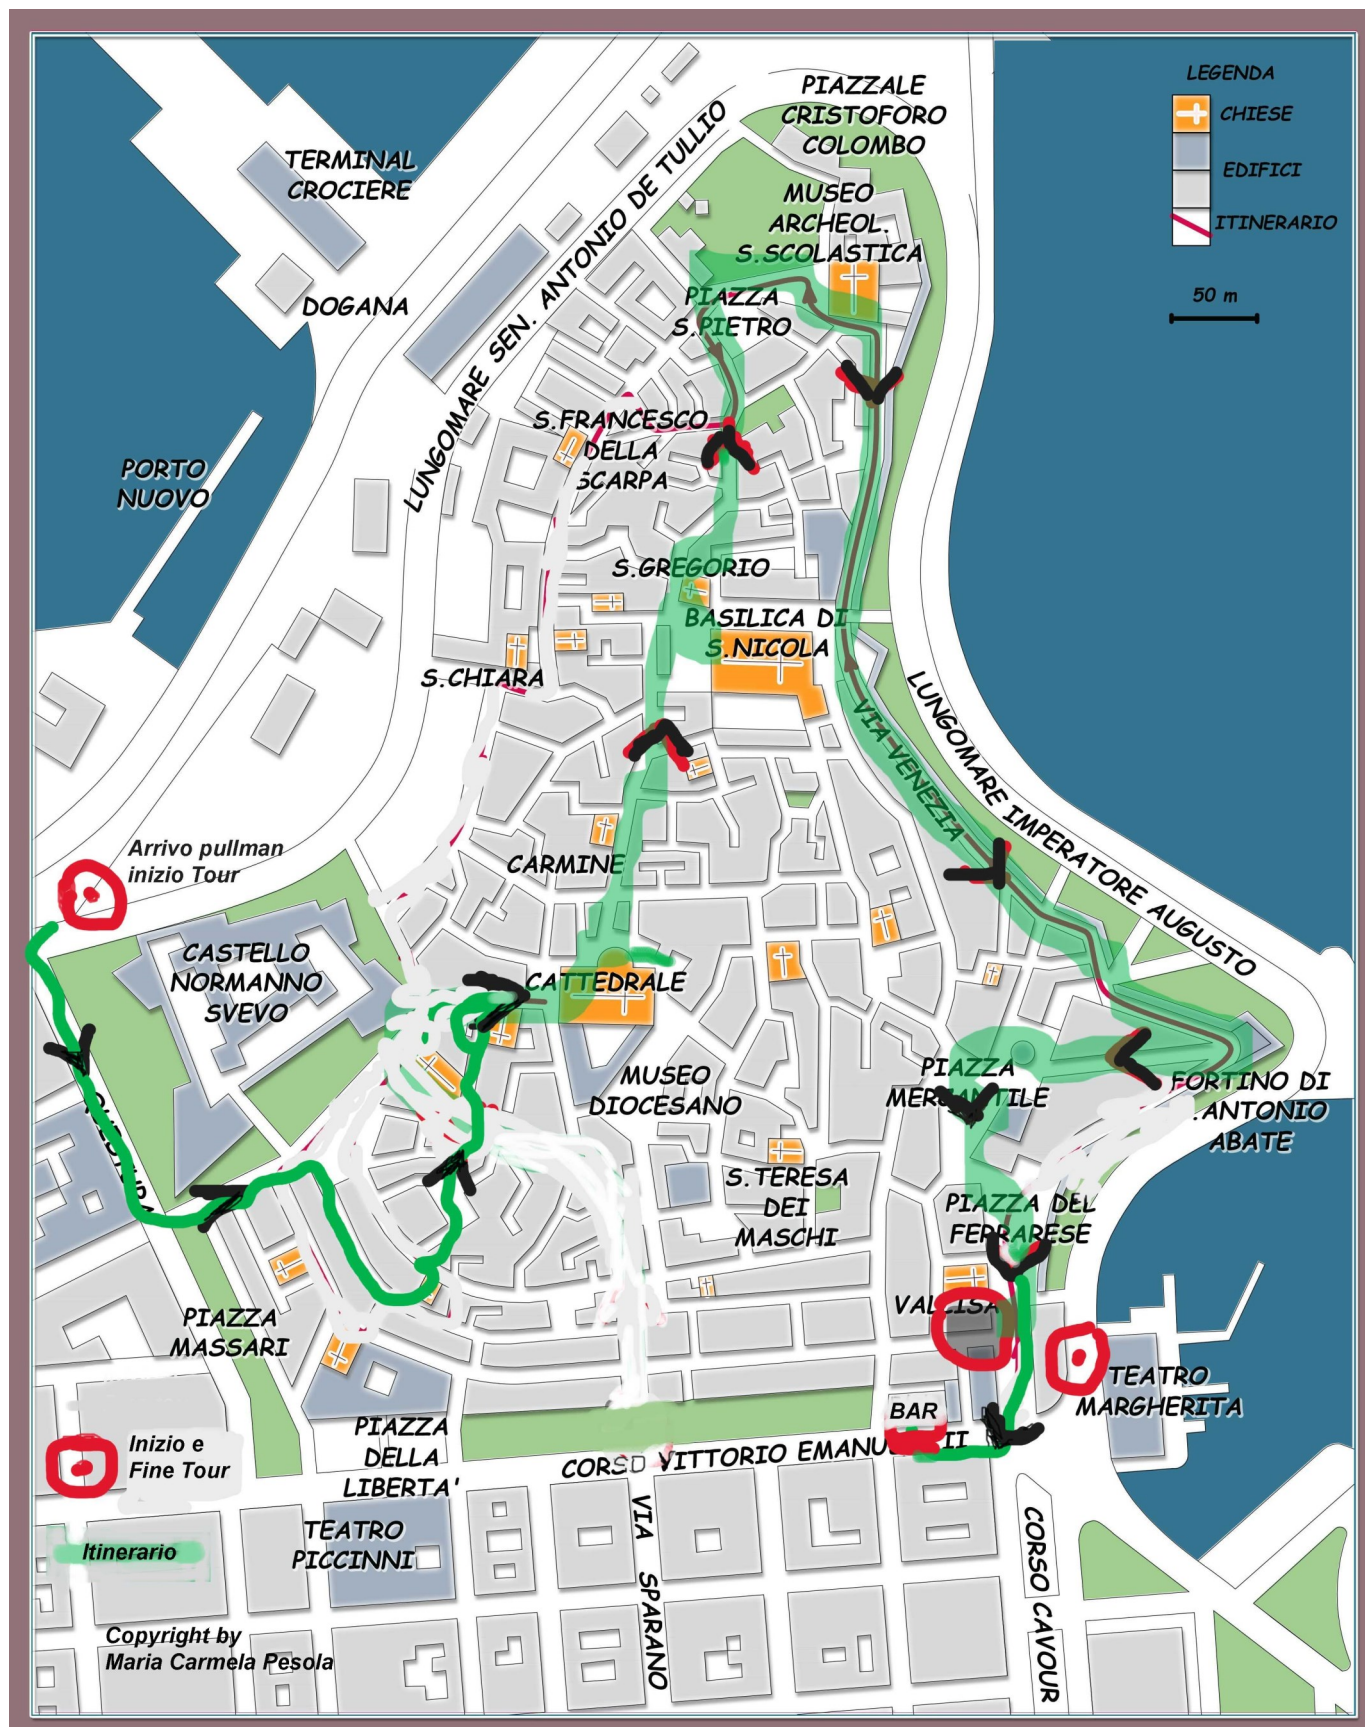 LEGENDA
CHIESE
EDIFICI
ITINERARIO
50 m
PIAZZALE
CRISTOFORO
COLOMBO
TERMINAL
CROCIERE
LUNGOMARE SEN. ANTONIO DE TULLIO
MUSEO
ARCHEOL.
S.SCOLASTICA
DOGANA
PIAZZA
S.PIETRO
S.FRANCESCO
DELLA
SCARPA
PORTO
NUOVO
S.GREGORIO
BASILICA DI
S.NICOLA
S.CHIARA
LUNGOMARE IMPERATORE AUGUSTO
VIA VENEZIA
Arrivo pullman
inizio Tour
CARMINE
CASTELLO
NORMANNO
SVEVO
CATTEDRALE
MUSEO
DIOCESANO
PIAZZA
MERCANTILE
FORTINO DI
.ANTONIO
ABATE
QUESTURA
S.TERESA
DEI
MASCHI
PIAZZA DEL
FERRARESE
VALLISA
PIAZZA
MASSARI
TEATRO
MARGHERITA
BAR
PIAZZA
DELLA
LIBERTA'
CORSO VITTORIO EMANUELE II
Inizio e
Fine Tour
VIA SPARANO
CORSO CAVOUR
TEATRO
PICCINNI
Itinerario
Copyright by
Maria Carmela Pesola